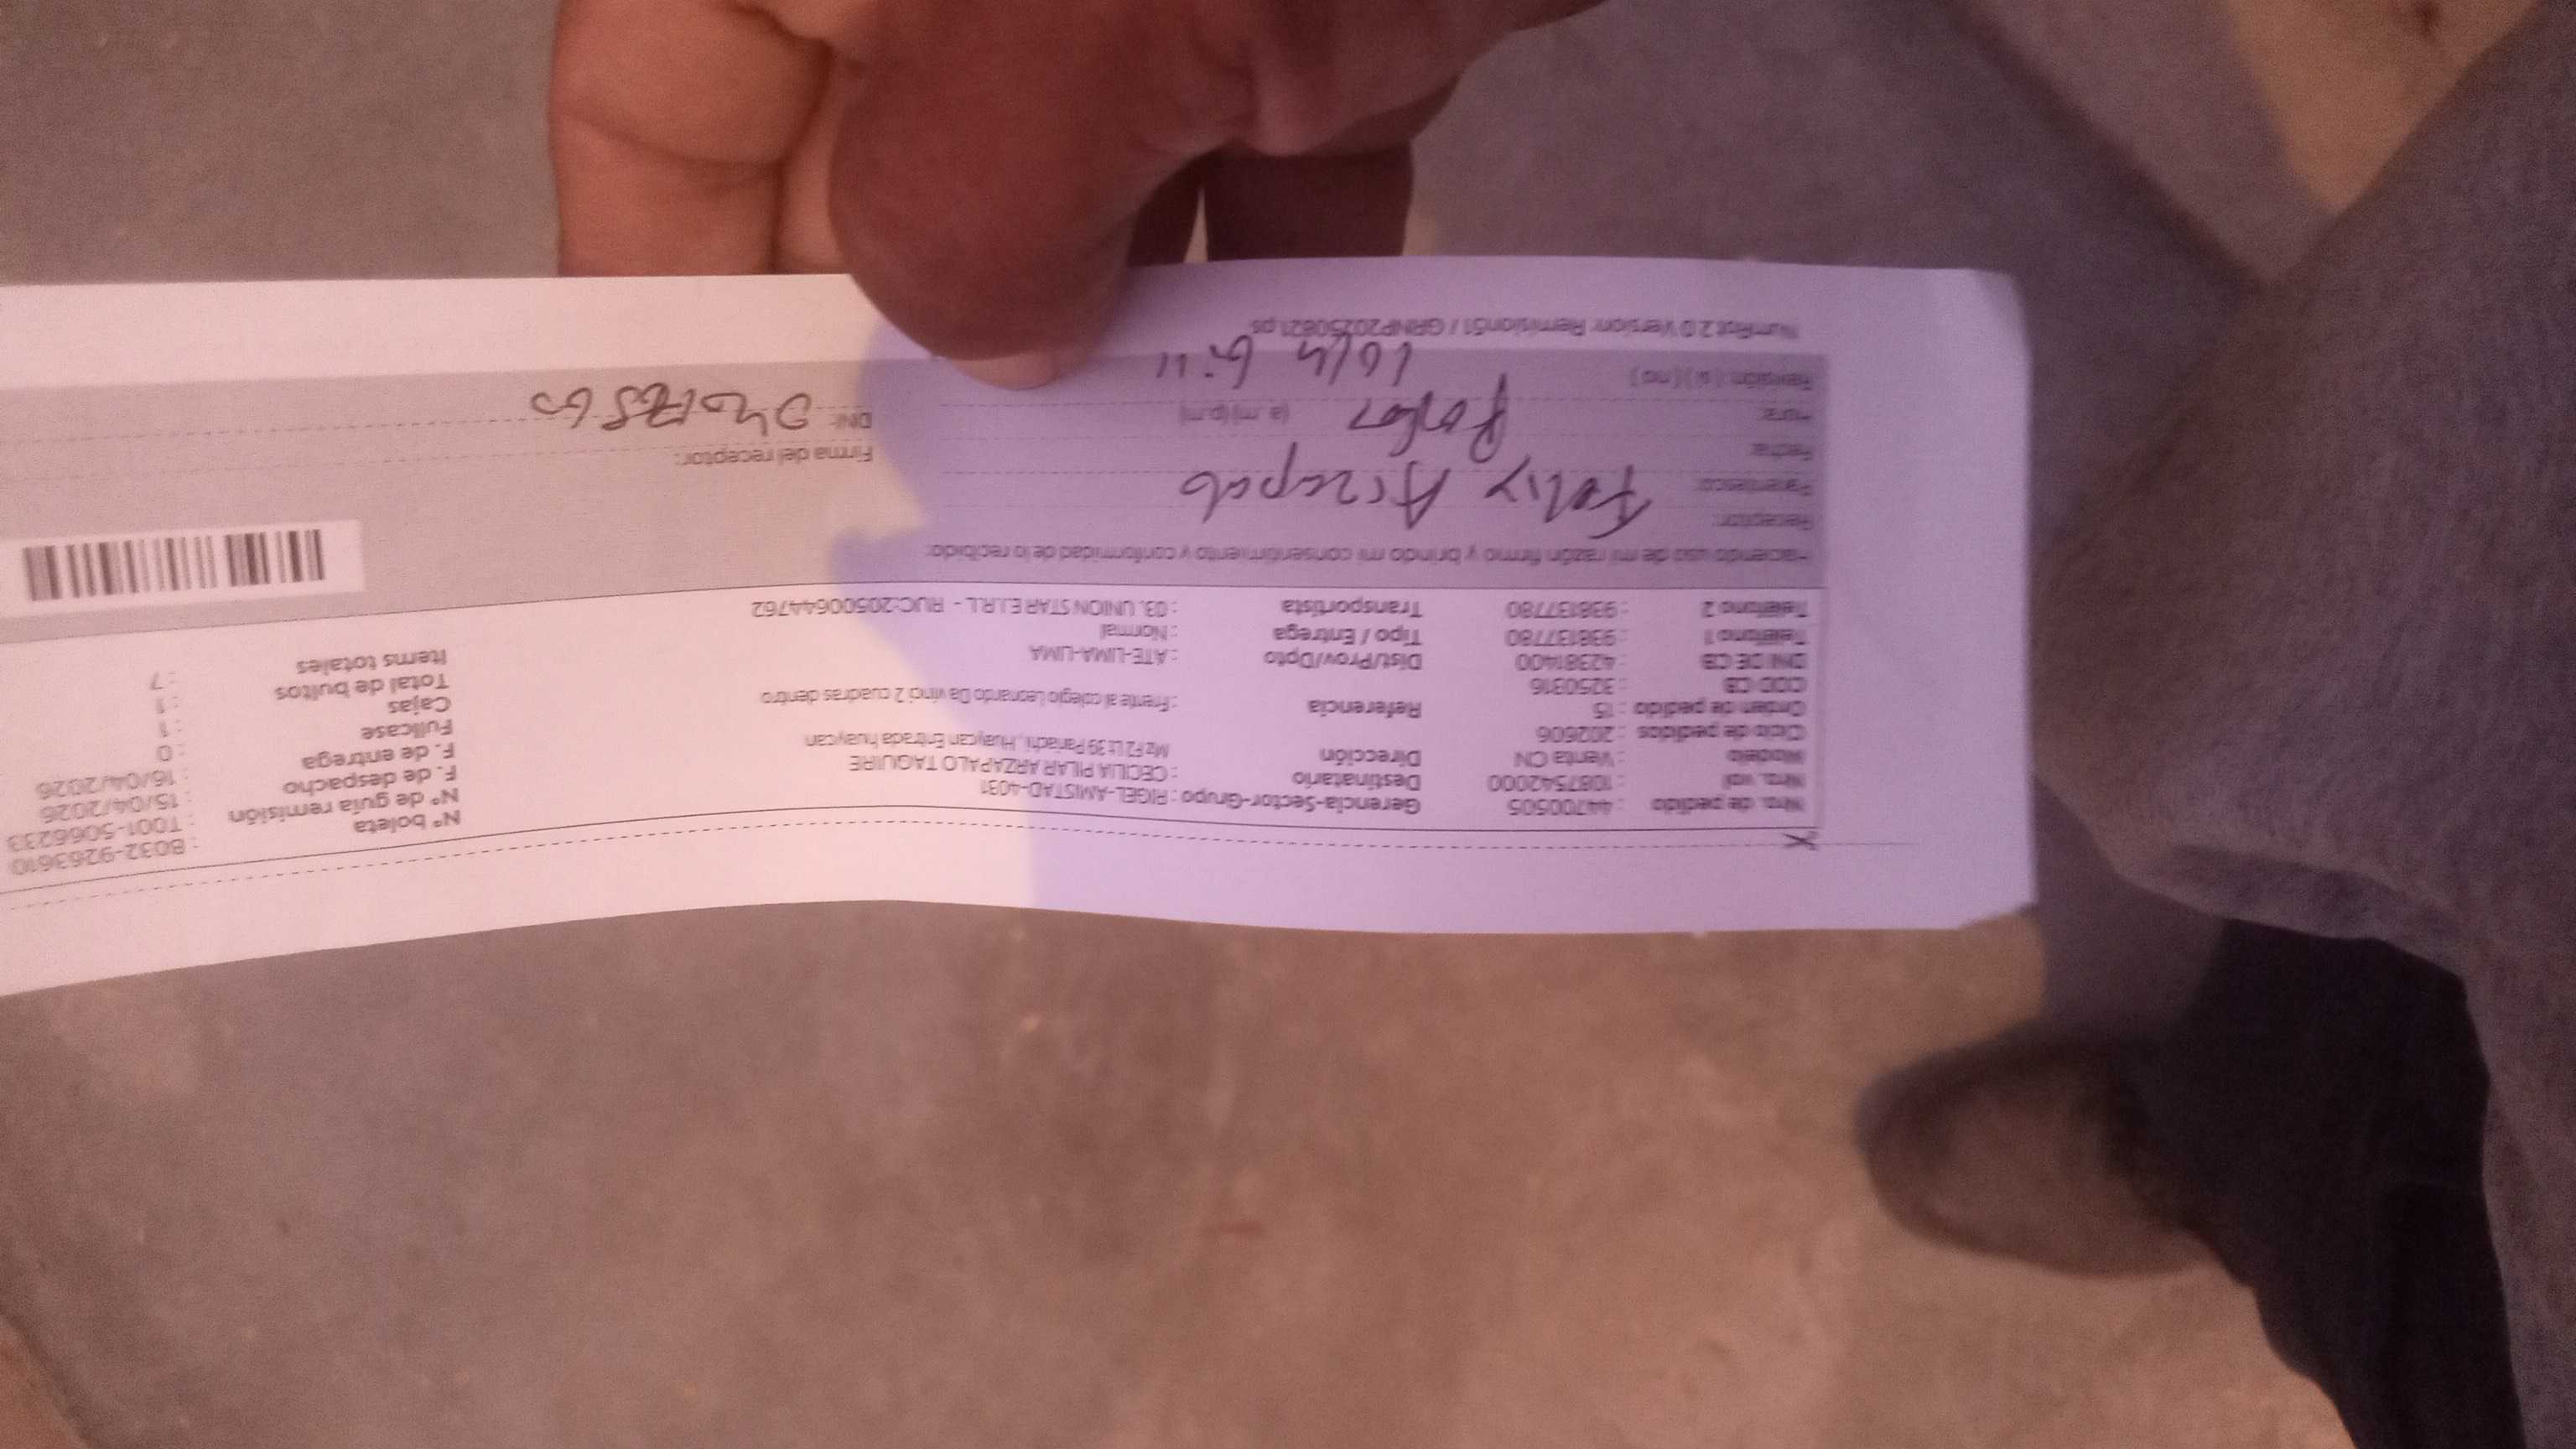 Nro. de pedido : 44700505 Gerencia-Sector-Grupo : RIGEL-AMISTAD-4031 N° boleta : B032-9263610
Nro. val : 1087542000 Destinatario : CECILIA PILAR ARZAPALO TAQUIRE N° de guía remisión : T001-5066233
Modelo : Venta CN Dirección Mz F2 Lt 39 Pariachi, Huaycan Entrada huaycan F. de despacho : 15/04/2026
Ciclo de pedidos : 202606 F. de entrega : 16/04/2026
Orden de pedido : 15 Referencia : Frente al colegio Leonardo Da vinci 2 cuadras dentro Fullcase : 0
COD CB : 3250316 Cajas : 1
DNI DE CB : 42381400 Dist/Prov/Dpto : ATE-LIMA-LIMA Total de bultos : 1
Teléfono 1 : 938137780 Tipo / Entrega : Normal Items totales : 7
Teléfono 2 : 938137780 Transportista : 03. UNION STAR E.I.R.L. - RUC:20500644762
Haciendo uso de mi razón firmo y brindo mi consentimiento y conformidad de lo recibido:
Receptor: Felix Arzapalo
Parentesco:
Fecha: Firma del receptor:
Hora: (a.m) (p.m) DNI:
Revisión: ( si ) ( no )
NumRot 2.0 Version: Remision51 / GRNP20250821.ps